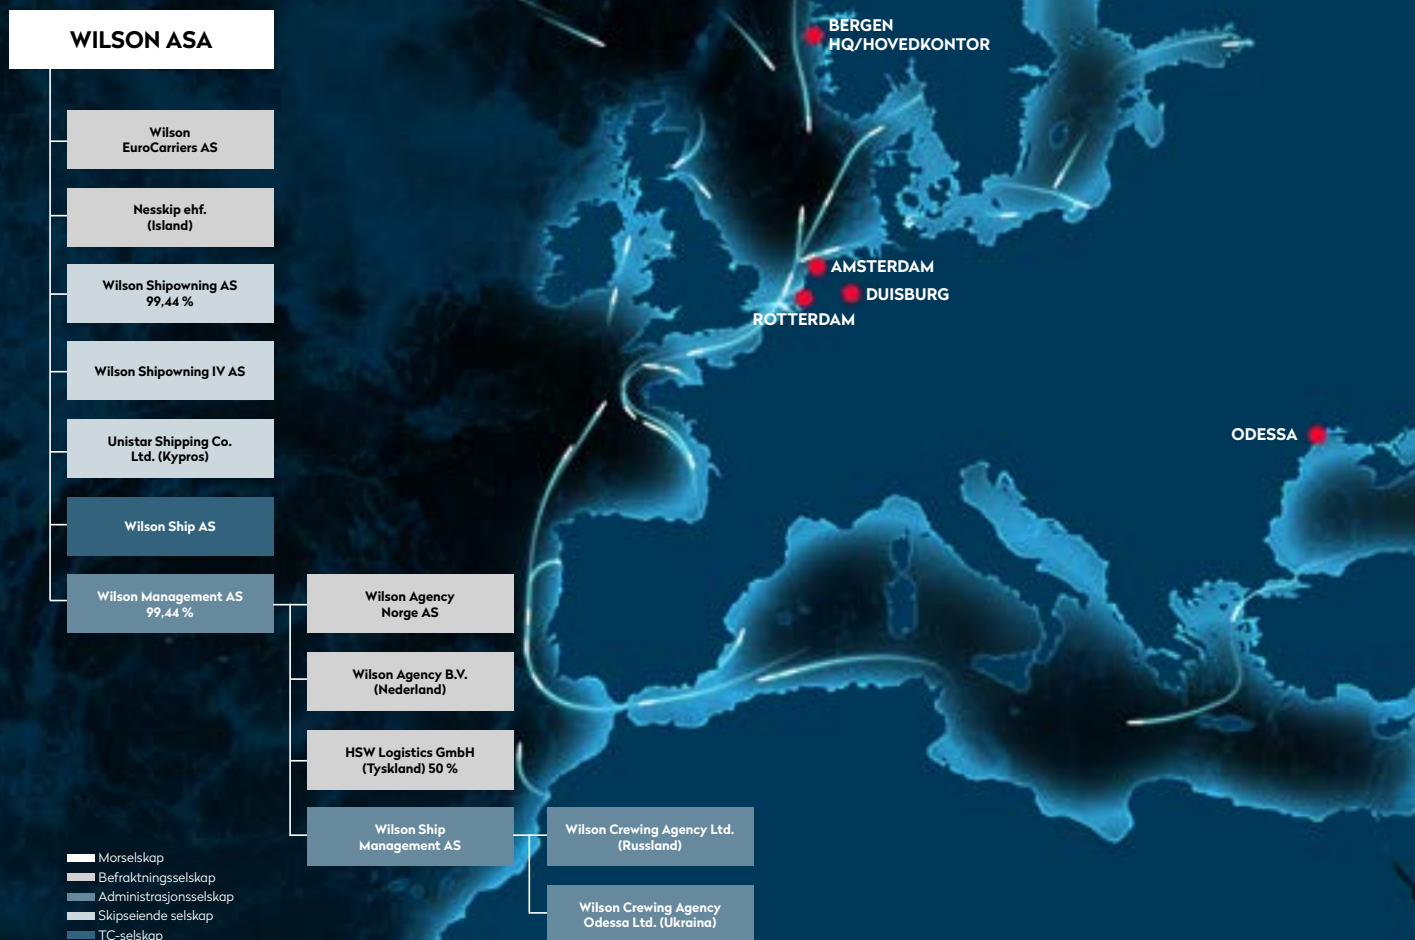 WILSON ASA
Wilson
EuroCarriers AS
Nesskip ehf.
(Island)
Wilson Shipowning AS
99,44 %
Wilson Shipowning IV AS
Unistar Shipping Co.
Ltd. (Kypros)
Wilson Ship AS
Wilson Management AS
99,44 %
Wilson Agency
Norge AS
Wilson Agency B.V.
(Nederland)
HSW Logistics GmbH
(Tyskland) 50 %
Wilson Ship
Management AS
Wilson Crewing Agency Ltd.
(Russland)
Wilson Crewing Agency
Odessa Ltd. (Ukraina)
Morselskap
Befraktningsselskap
Administrasjonsselskap
Skipseiende selskap
TC-selskap
BERGEN
HQ/HOVEDKONTOR
AMSTERDAM
DUISBURG
ROTTERDAM
ODESSA